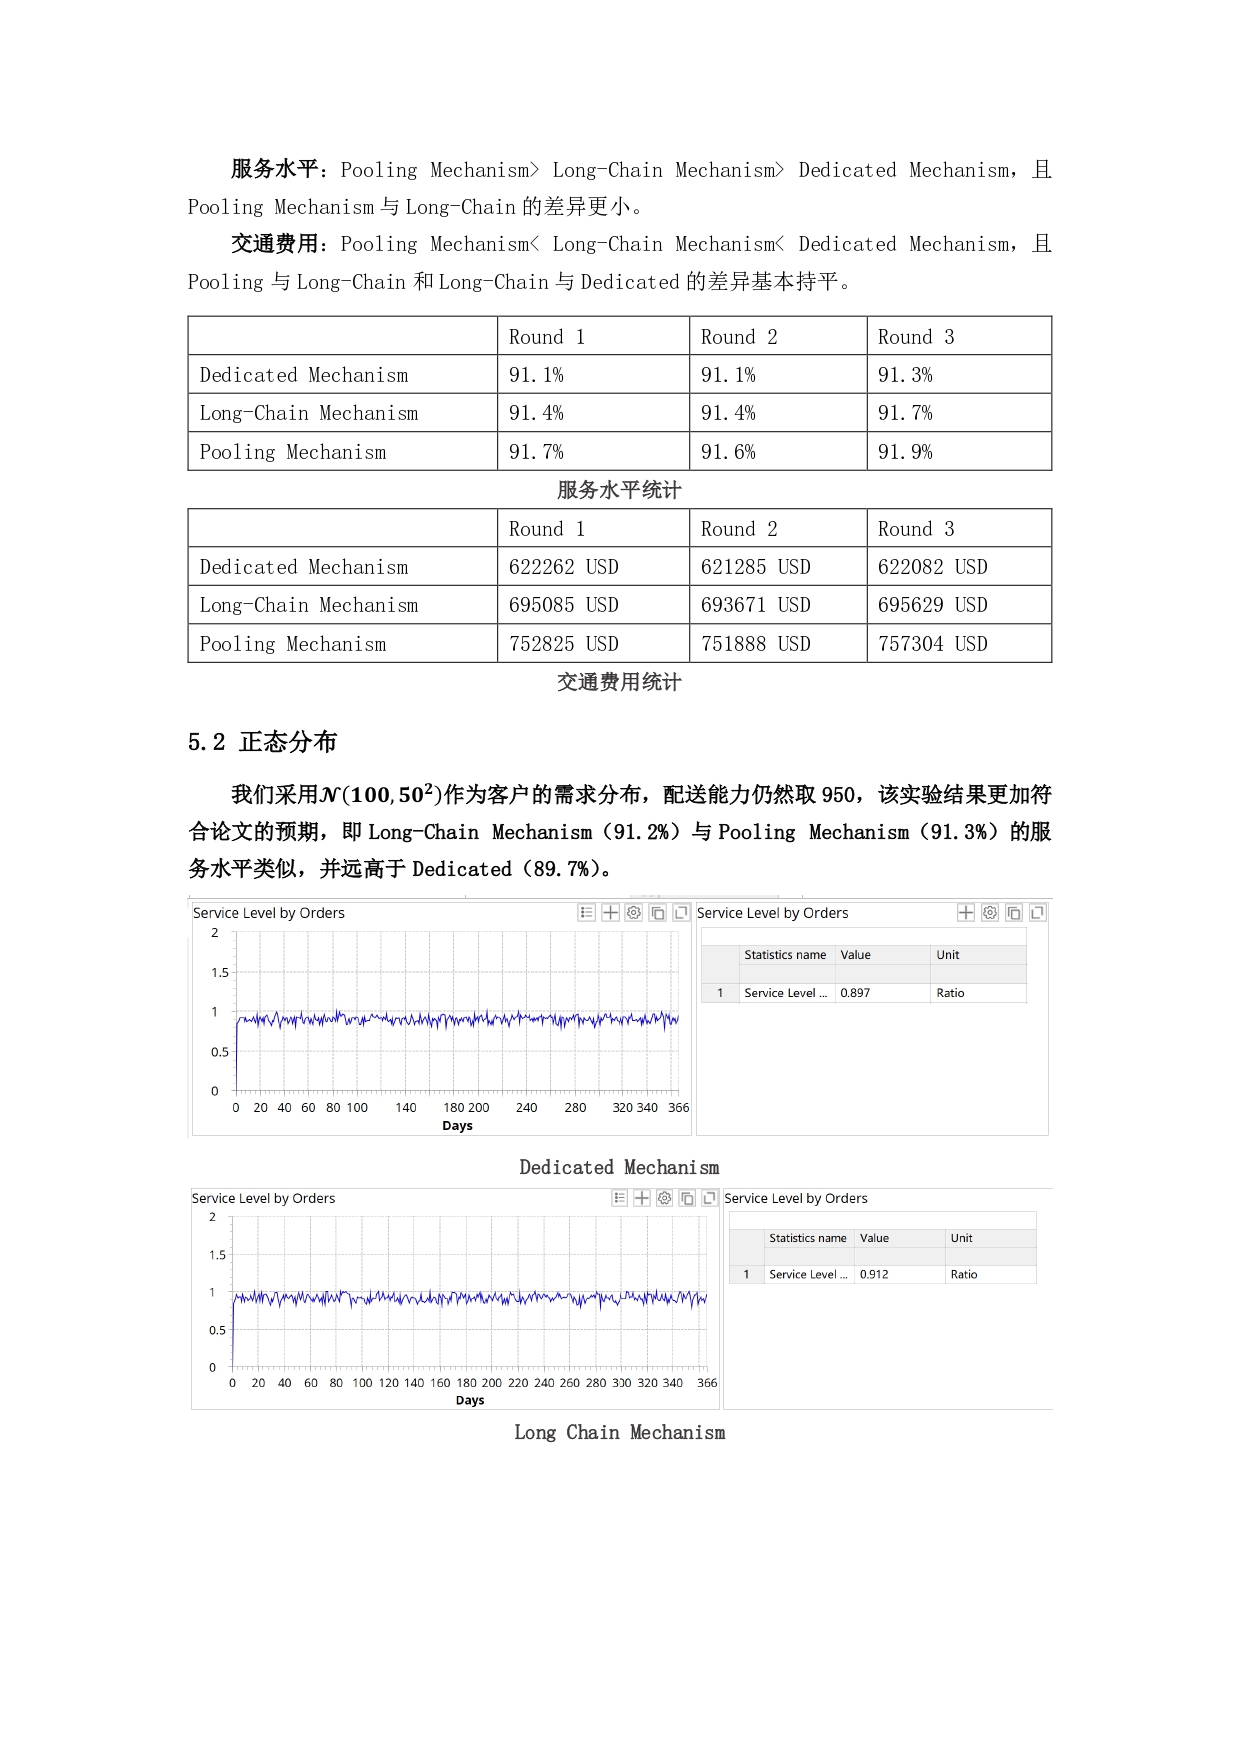 服务水平：Pooling Mechanism> Long-Chain Mechanism> Dedicated Mechanism，且
Pooling Mechanism 与 Long-Chain 的差异更小。
交通费用：Pooling Mechanism< Long-Chain Mechanism< Dedicated Mechanism，且
Pooling 与 Long-Chain 和 Long-Chain 与 Dedicated 的差异基本持平。
Round 1 Round 2 Round 3
Dedicated Mechanism 91.1% 91.1% 91.3%
Long-Chain Mechanism 91.4% 91.4% 91.7%
Pooling Mechanism 91.7% 91.6% 91.9%
服务水平统计
Round 1 Round 2 Round 3
Dedicated Mechanism 622262 USD 621285 USD 622082 USD
Long-Chain Mechanism 695085 USD 693671 USD 695629 USD
Pooling Mechanism 752825 USD 751888 USD 757304 USD
交通费用统计
5.2 正态分布
我们采用𝓝(100, 50²)作为客户的需求分布，配送能力仍然取 950，该实验结果更加符
合论文的预期，即 Long-Chain Mechanism（91.2%）与 Pooling Mechanism（91.3%）的服
务水平类似，并远高于 Dedicated（89.7%）。
Service Level by Orders
2
1.5
1
0.5
0
0 20 40 60 80 100 140 180 200 240 280 320 340 366
Days
Service Level by Orders
Statistics name Value Unit
1 Service Level ... 0.897 Ratio
Dedicated Mechanism
Service Level by Orders
2
1.5
1
0.5
0
0 20 40 60 80 100 120 140 160 180 200 220 240 260 280 300 320 340 366
Days
Service Level by Orders
Statistics name Value Unit
1 Service Level ... 0.912 Ratio
Long Chain Mechanism